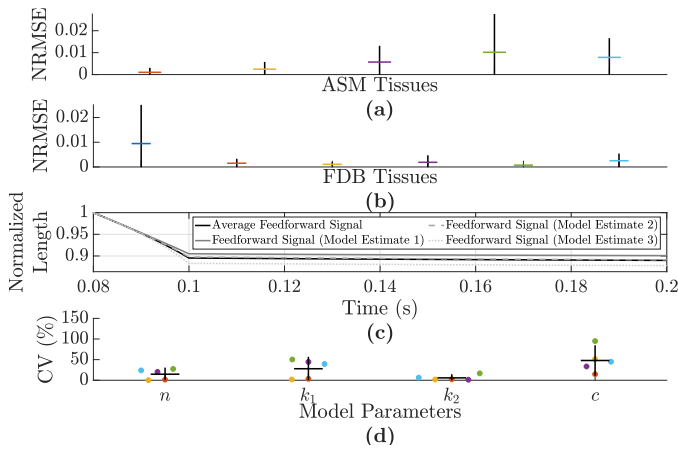 NRMSE
0.02
0.01
0
ASM Tissues
(a)
NRMSE
0.02
0.01
0
FDB Tissues
(b)
Normalized
Length
1
0.95
0.9
Average Feedforward Signal
Feedforward Signal (Model Estimate 1)
Feedforward Signal (Model Estimate 2)
Feedforward Signal (Model Estimate 3)
0.08 0.1 0.12 0.14 0.16 0.18 0.2
Time (s)
(c)
CV (%)
150
100
50
0
n k₁ k₂ c
Model Parameters
(d)